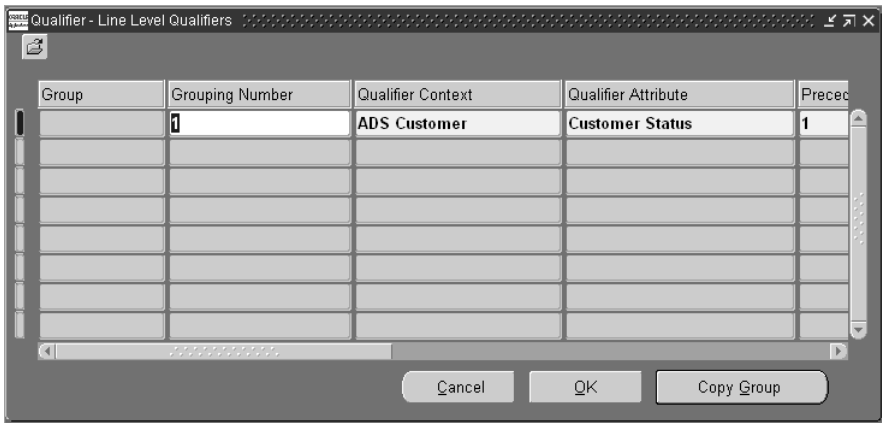 Qualifier - Line Level Qualifiers
Group Grouping Number Qualifier Context Qualifier Attribute Preced
1 ADS Customer Customer Status 1
Cancel OK Copy Group